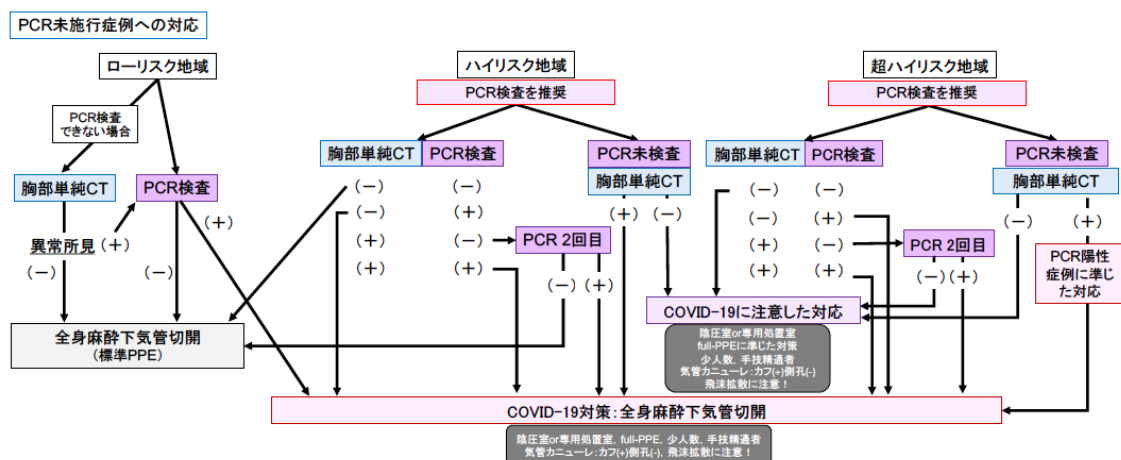 PCR未施行症例への対応
ローリスク地域
ハイリスク地域
超ハイリスク地域
PCR検査を推奨
PCR検査を推奨
PCR検査
できない場合
胸部単純CT
PCR検査
胸部単純CT
PCR検査
PCR未検査
胸部単純CT
胸部単純CT
PCR検査
PCR未検査
胸部単純CT
異常所見
(+)
(+)
(-)
(-)
(-)
(-)
(-)
(+)
(+)
(-)
(+)
(+)
(+)
(-)
PCR 2回目
(-)
(+)
(-)
(-)
(-)
(+)
(+)
(-)
(+)
(+)
PCR 2回目
(-)
(+)
(-)
(+)
PCR陽性
症例に準じ
た対応
全身麻酔下気管切開
(標準PPE)
COVID-19に注意した対応
陰圧室or専用処置室
full-PPEに準じた対策
少人数, 手技精通者
気管カニューレ:カフ(+)側孔(-)
飛沫拡散に注意!
COVID-19対策:全身麻酔下気管切開
陰圧室or専用処置室, full-PPE, 少人数, 手技精通者
気管カニューレ:カフ(+)側孔(-), 飛沫拡散に注意!